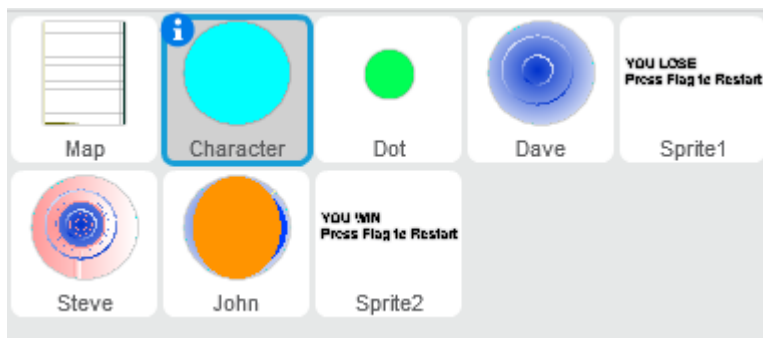 i
YOU LOSE
Press Flag to Restart
Map
Character
Dot
Dave
Sprite1
YOU WIN
Press Flag to Restart
Steve
John
Sprite2